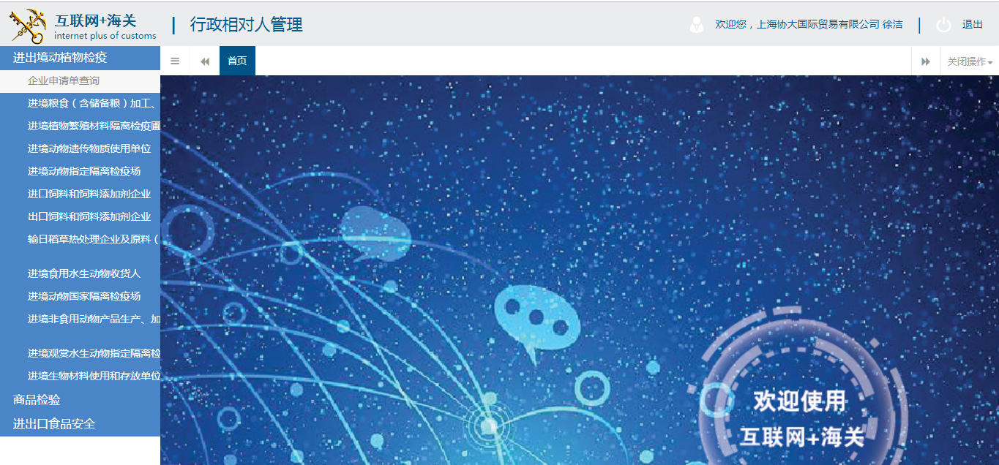 互联网+海关
internet plus of customs
行政相对人管理
欢迎您，上海协大国际贸易有限公司 徐洁
退出
进出境动植物检疫
首页
关闭操作
企业申请单查询
进境粮食（含储备粮）加工、
进境植物繁殖材料隔离检疫圃
进境动物遗传物质使用单位
进境动物指定隔离检疫场
进口饲料和饲料添加剂企业
出口饲料和饲料添加剂企业
输日稻草热处理企业及原料（
进境食用水生动物收货人
进境动物国家隔离检疫场
进境非食用动物产品生产、加
进境观赏水生动物指定隔离检
进境生物材料使用和存放单位
商品检验
进出口食品安全
欢迎使用
互联网+海关